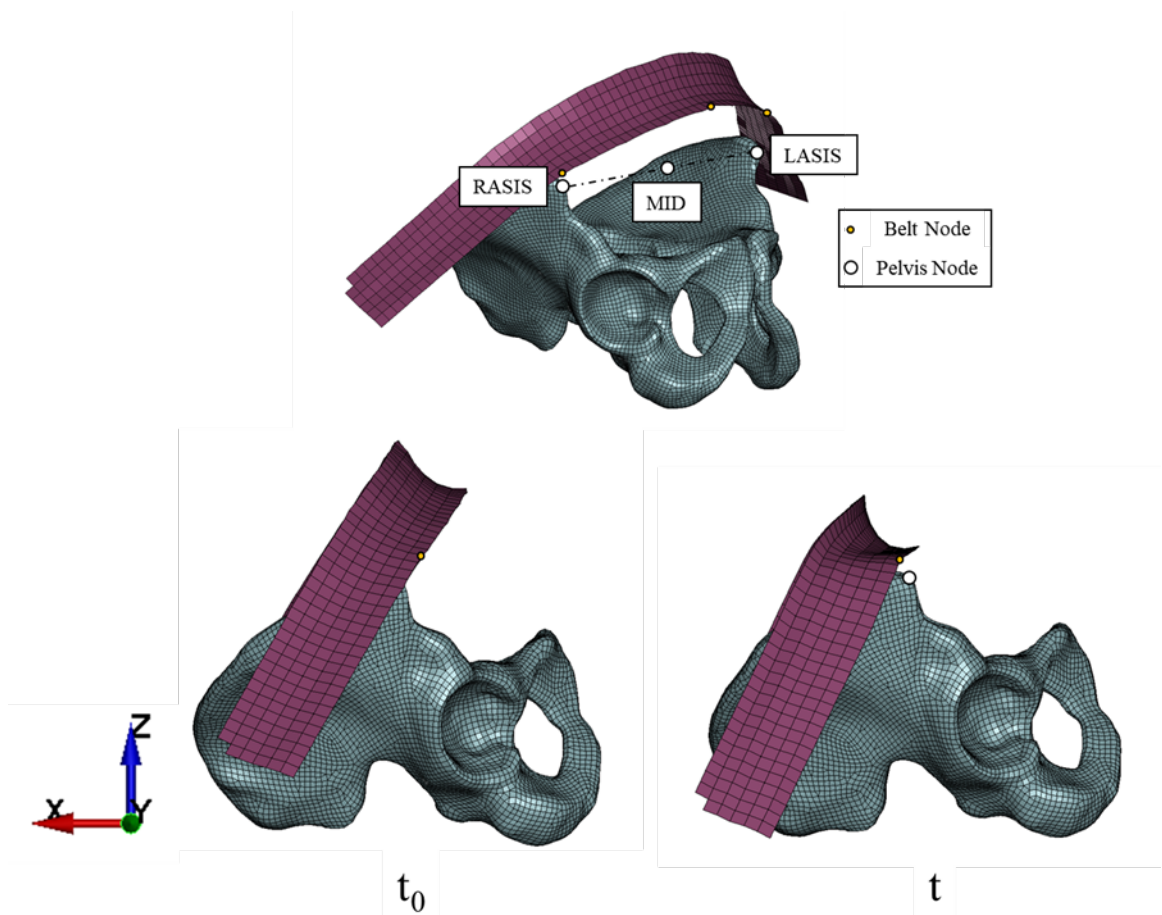 RASIS
MID
LASIS
Belt Node
Pelvis Node
Z
X
Y
t₀
t